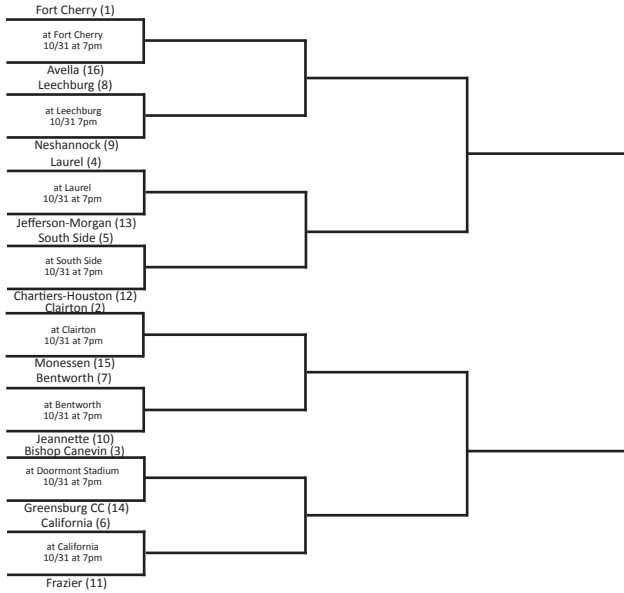 Fort Cherry (1)
at Fort Cherry
10/31 at 7pm
Avella (16)
Leechburg (8)
at Leechburg
10/31 7pm
Neshannock (9)
Laurel (4)
at Laurel
10/31 at 7pm
Jefferson-Morgan (13)
South Side (5)
at South Side
10/31 at 7pm
Chartiers-Houston (12)
Clairton (2)
at Clairton
10/31 at 7pm
Monessen (15)
Bentworth (7)
at Bentworth
10/31 at 7pm
Jeannette (10)
Bishop Canevin (3)
at Doormont Stadium
10/31 at 7pm
Greensburg CC (14)
California (6)
at California
10/31 at 7pm
Frazier (11)